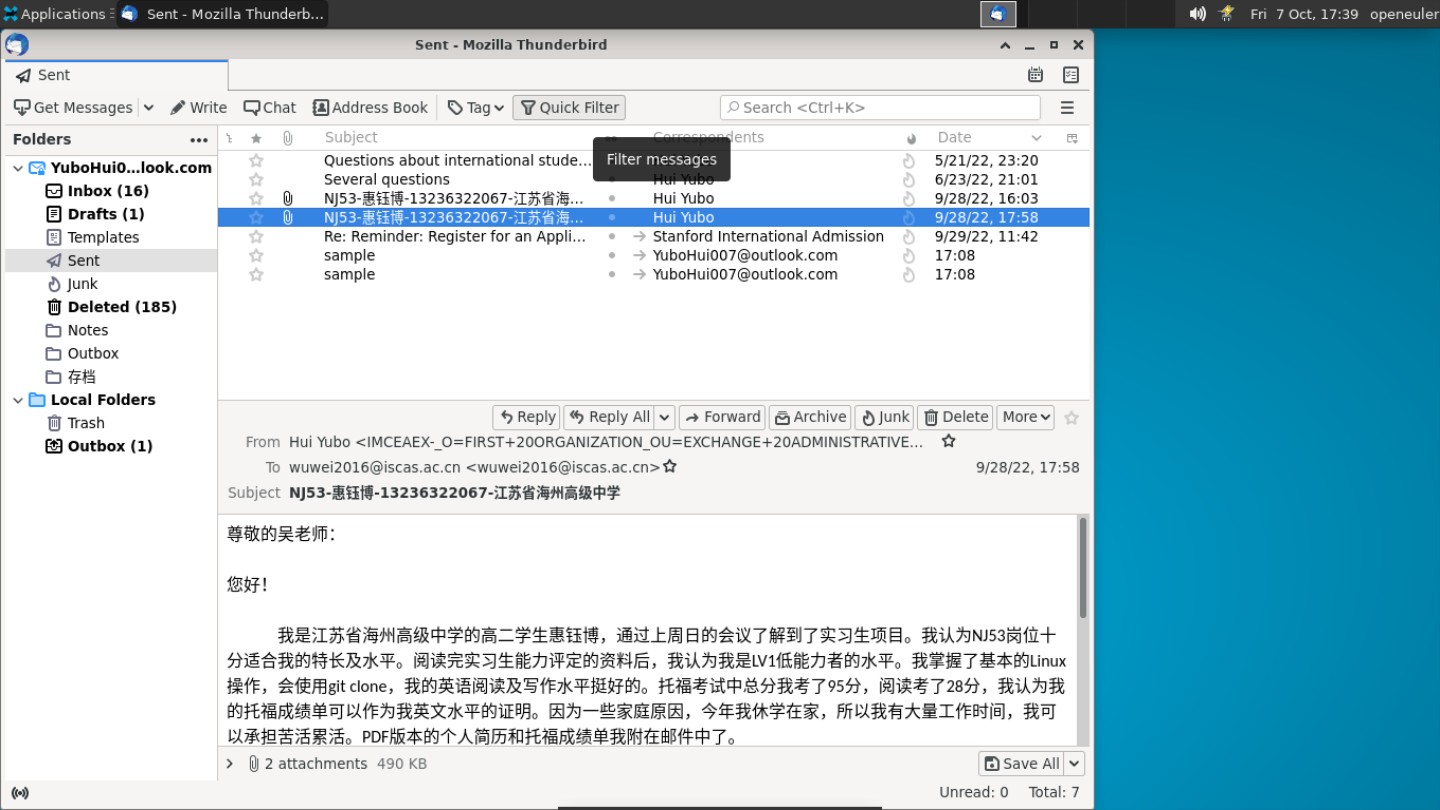 Applications
Sent - Mozilla Thunderb...
Fri 7 Oct, 17:39 openeuler
Sent - Mozilla Thunderbird
Sent
Get Messages Write Chat Address Book Tag Quick Filter Search <Ctrl+K>
Folders
Subject Correspondents Date
Filter messages
YuboHui0...look.com
Inbox (16)
Drafts (1)
Templates
Sent
Junk
Deleted (185)
Notes
Outbox
存档
Local Folders
Trash
Outbox (1)
Questions about international stude... 5/21/22, 23:20
Several questions Hui Yubo 6/23/22, 21:01
NJ53-惠钰博-13236322067-江苏省海... Hui Yubo 9/28/22, 16:03
NJ53-惠钰博-13236322067-江苏省海... Hui Yubo 9/28/22, 17:58
Re: Reminder: Register for an Appli... Stanford International Admission 9/29/22, 11:42
sample YuboHui007@outlook.com 17:08
sample YuboHui007@outlook.com 17:08
Reply Reply All Forward Archive Junk Delete More
From Hui Yubo <IMCEAEX-_O=FIRST+20ORGANIZATION_OU=EXCHANGE+20ADMINISTRATIVE...
To wuwei2016@iscas.ac.cn <wuwei2016@iscas.ac.cn> 9/28/22, 17:58
Subject NJ53-惠钰博-13236322067-江苏省海州高级中学
尊敬的吴老师：
您好！
我是江苏省海州高级中学的高二学生惠钰博，通过上周日的会议了解到了实习生项目。我认为NJ53岗位十
分适合我的特长及水平。阅读完实习生能力评定的资料后，我认为我是LV1低能力者的水平。我掌握了基本的Linux
操作，会使用git clone，我的英语阅读及写作水平挺好的。托福考试中总分我考了95分，阅读考了28分，我认为我
的托福成绩单可以作为我英文水平的证明。因为一些家庭原因，今年我休学在家，所以我有大量工作时间，我可
以承担苦活累活。PDF版本的个人简历和托福成绩单我附在邮件中了。
2 attachments 490 KB Save All
Unread: 0 Total: 7